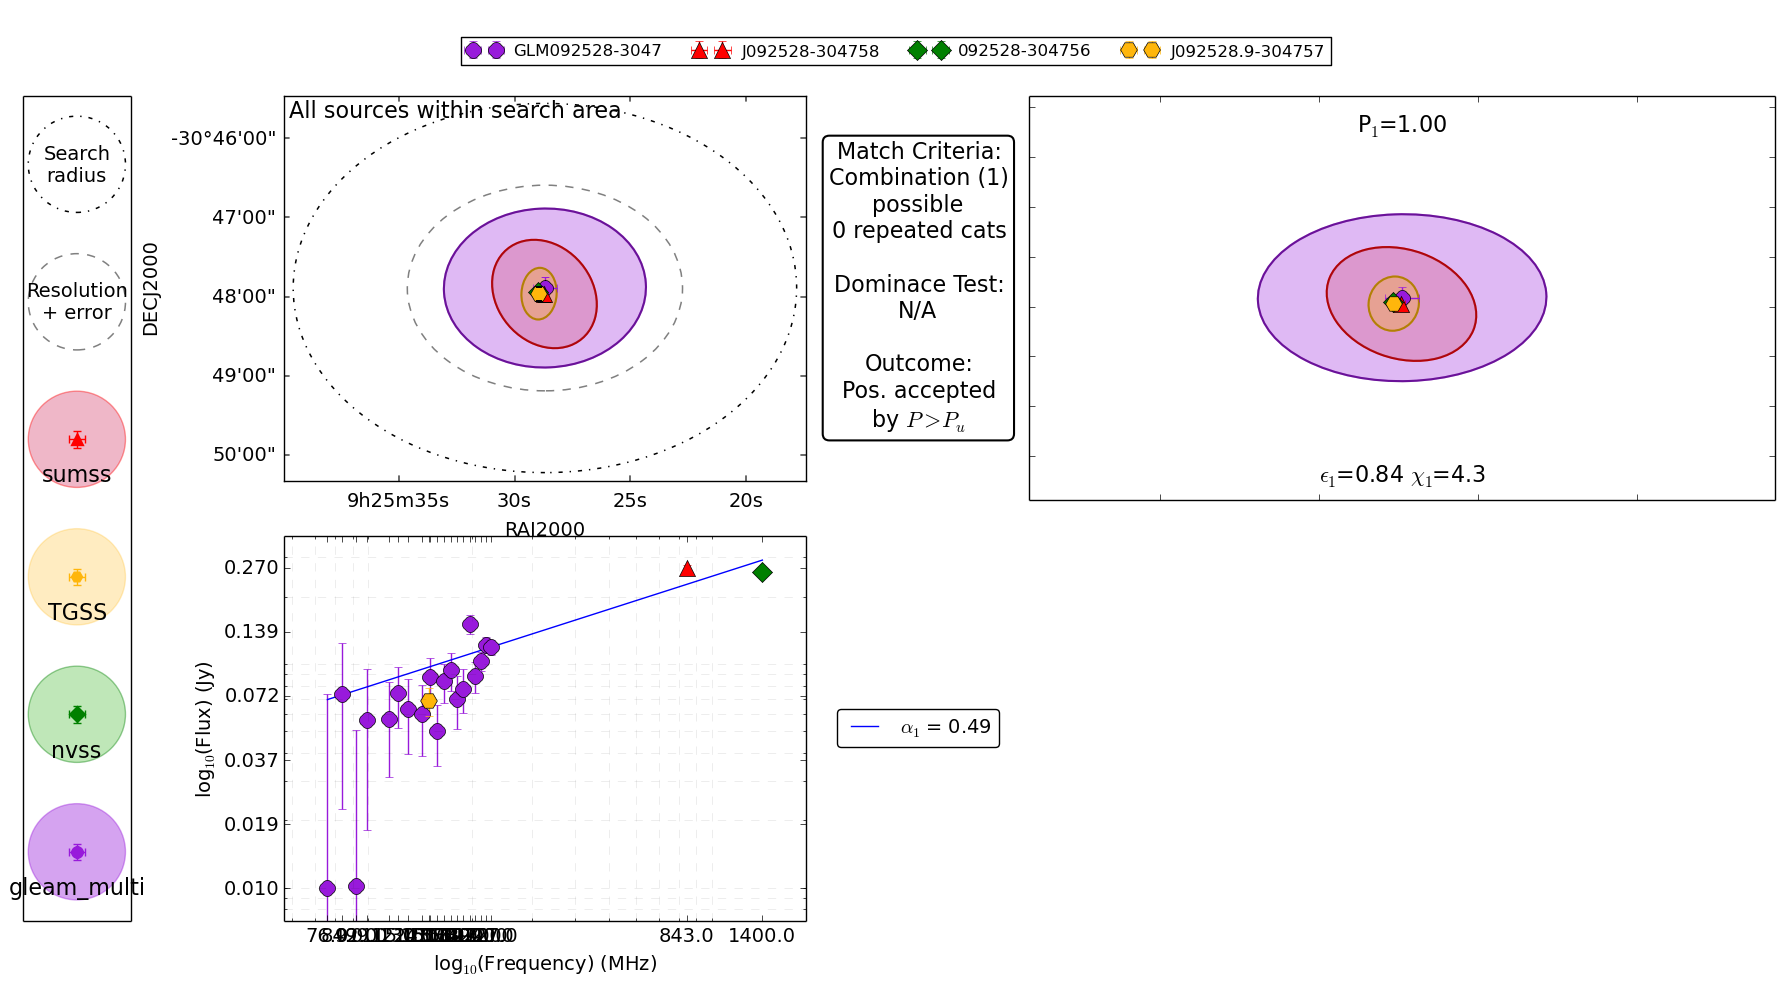 GLM092528-3047 J092528-304758 092528-304756 J092528.9-304757
Search
radius
Resolution
+ error
sumss
TGSS
nvss
gleam_multi
All sources within search area
DECJ2000
-30°46'00"
47'00"
48'00"
49'00"
50'00"
9h25m35s 30s 25s 20s
RAJ2000
Match Criteria:
Combination (1)
possible
0 repeated cats
Dominace Test:
N/A
Outcome:
Pos. accepted
by P>Pᵤ
P₁=1.00
ϵ₁=0.84 χ₁=4.3
log₁₀(Flux) (Jy)
0.270
0.139
0.072
0.037
0.019
0.010
843.0 1400.0
log₁₀(Frequency) (MHz)
α₁ = 0.49